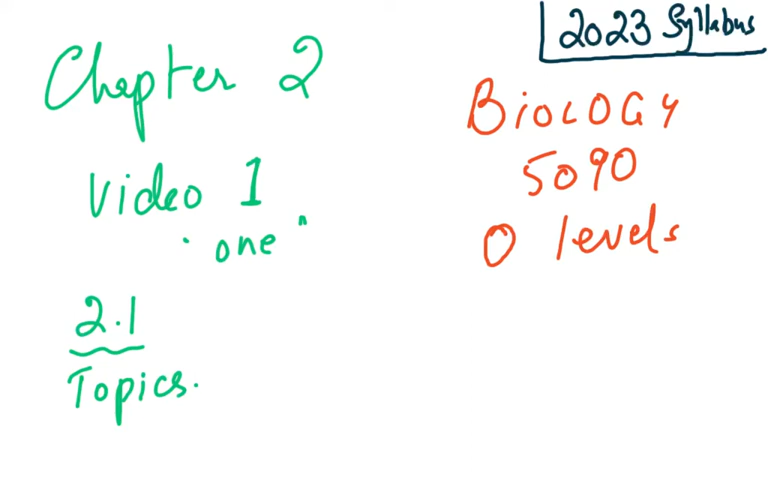 2023 Syllabus
Chapter 2
Video 1
"one"
2.1
Topics.
BIOLOGY
5090
O levels